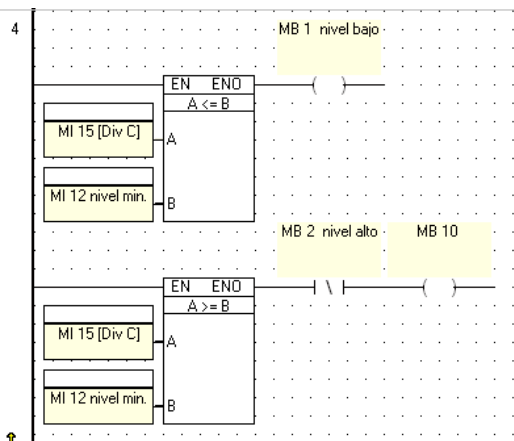 4
MB 1 nivel bajo
EN ENO
A <= B
MI 15 [Div C]
A
MI 12 nivel min.
B
MB 2 nivel alto
MB 10
EN ENO
A >= B
MI 15 [Div C]
A
MI 12 nivel min.
B